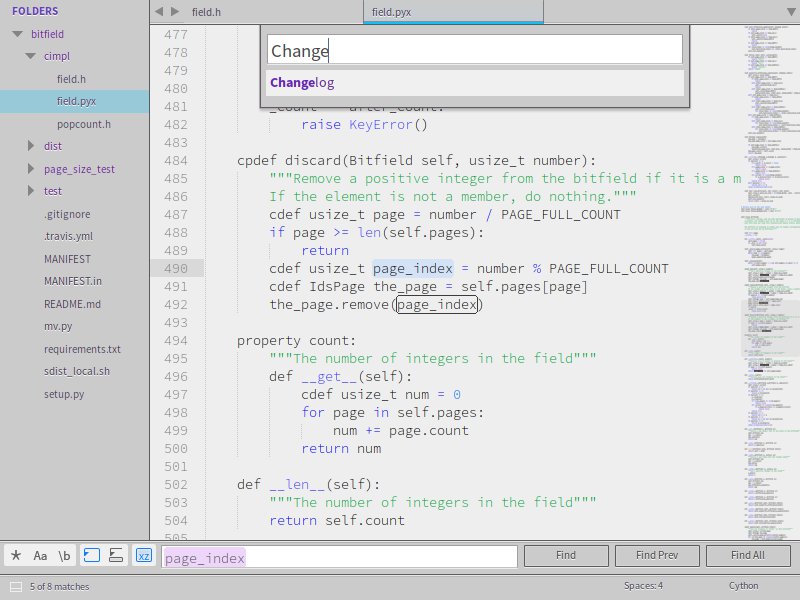 FOLDERS
bitfield
cimpl
field.h
field.pyx
popcount.h
dist
page_size_test
test
.gitignore
.travis.yml
MANIFEST
MANIFEST.in
README.md
mv.py
requirements.txt
sdist_local.sh
setup.py
field.h
field.pyx
Change
Changelog
477
478
479
480
481
482 raise KeyError()
483
484 cpdef discard(Bitfield self, usize_t number):
485 """Remove a positive integer from the bitfield if it is a m
486 If the element is not a member, do nothing."""
487 cdef usize_t page = number / PAGE_FULL_COUNT
488 if page >= len(self.pages):
489 return
490 cdef usize_t page_index = number % PAGE_FULL_COUNT
491 cdef IdsPage the_page = self.pages[page]
492 the_page.remove(page_index)
493
494 property count:
495 """The number of integers in the field"""
496 def __get__(self):
497 cdef usize_t num = 0
498 for page in self.pages:
499 num += page.count
500 return num
501
502 def __len__(self):
503 """The number of integers in the field"""
504 return self.count
505
Aa
\b
xz
page_index
Find
Find Prev
Find All
5 of 8 matches
Spaces: 4
Cython